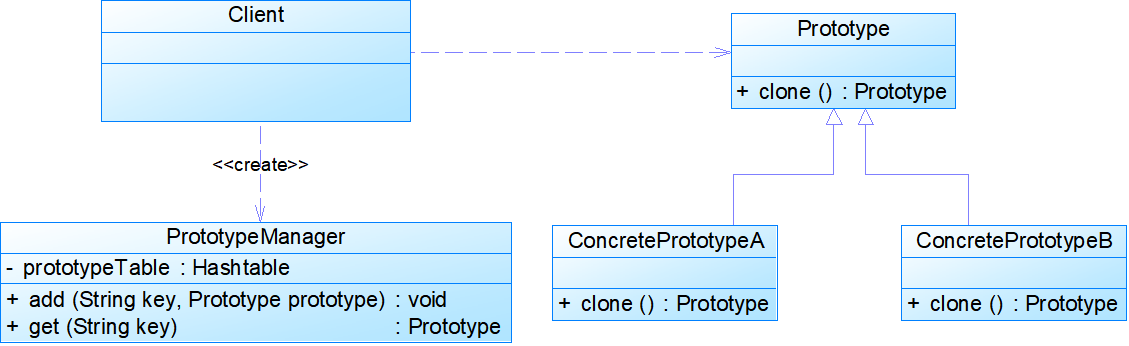 Client
Prototype
+ clone () : Prototype
<<create>>
PrototypeManager
- prototypeTable : Hashtable
+ add (String key, Prototype prototype) : void
+ get (String key) : Prototype
ConcretePrototypeA
+ clone () : Prototype
ConcretePrototypeB
+ clone () : Prototype